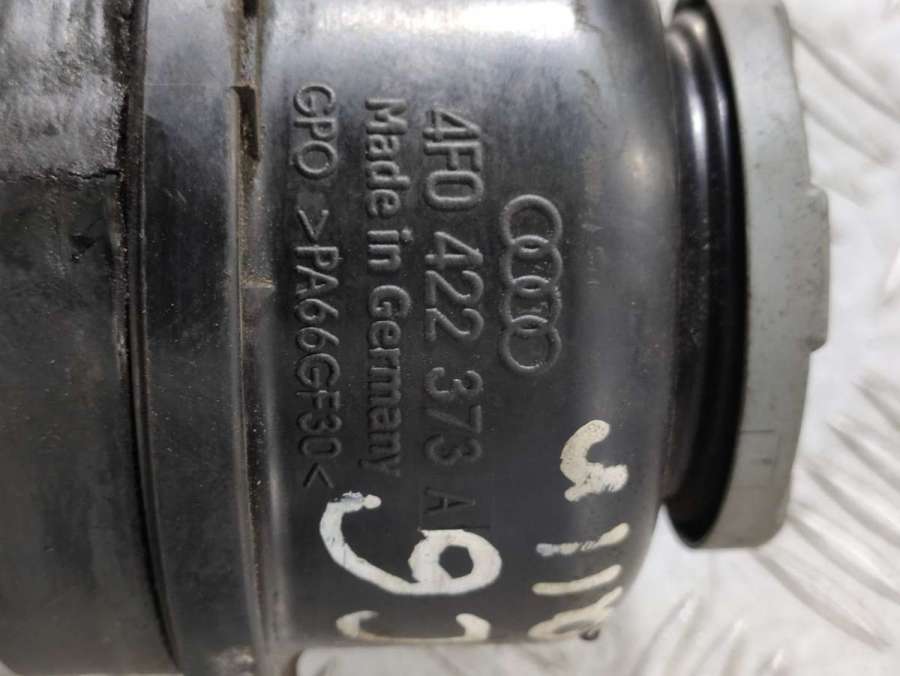 4F0 422 373 A
Made in Germany
GPO >PA66GF30<